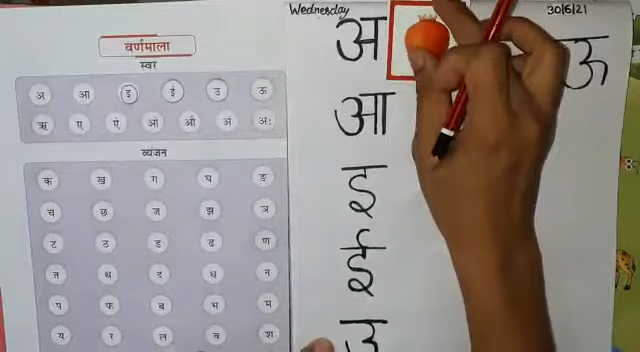 वर्णमाला
स्वर
अ आ इ ई उ ऊ
ऋ ए ऐ ओ औ अं अः
व्यंजन
क ख ग घ ङ
च छ ज झ ञ
ट ठ ड ढ ण
त थ द ध न
प फ ब भ म
य र ल व श
Wednesday 30/6/21
अ ऊ
आ
इ
ई
उ